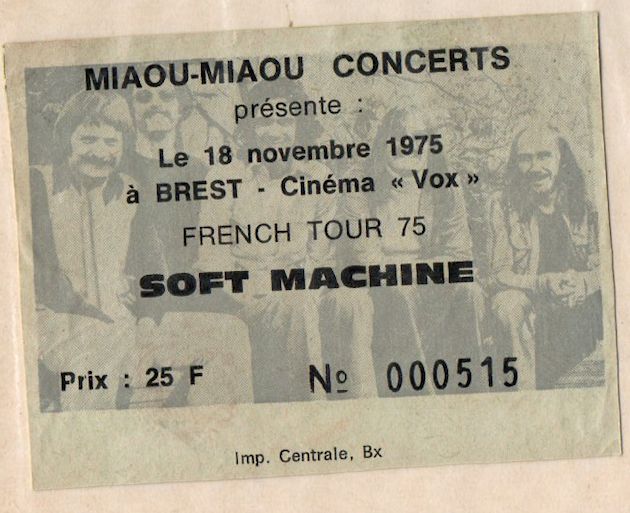 MIAOU-MIAOU CONCERTS
présente :
Le 18 novembre 1975
à BREST - Cinéma « Vox »
FRENCH TOUR 75
SOFT MACHINE
Prix : 25 F Nº 000515
Imp. Centrale, Bx